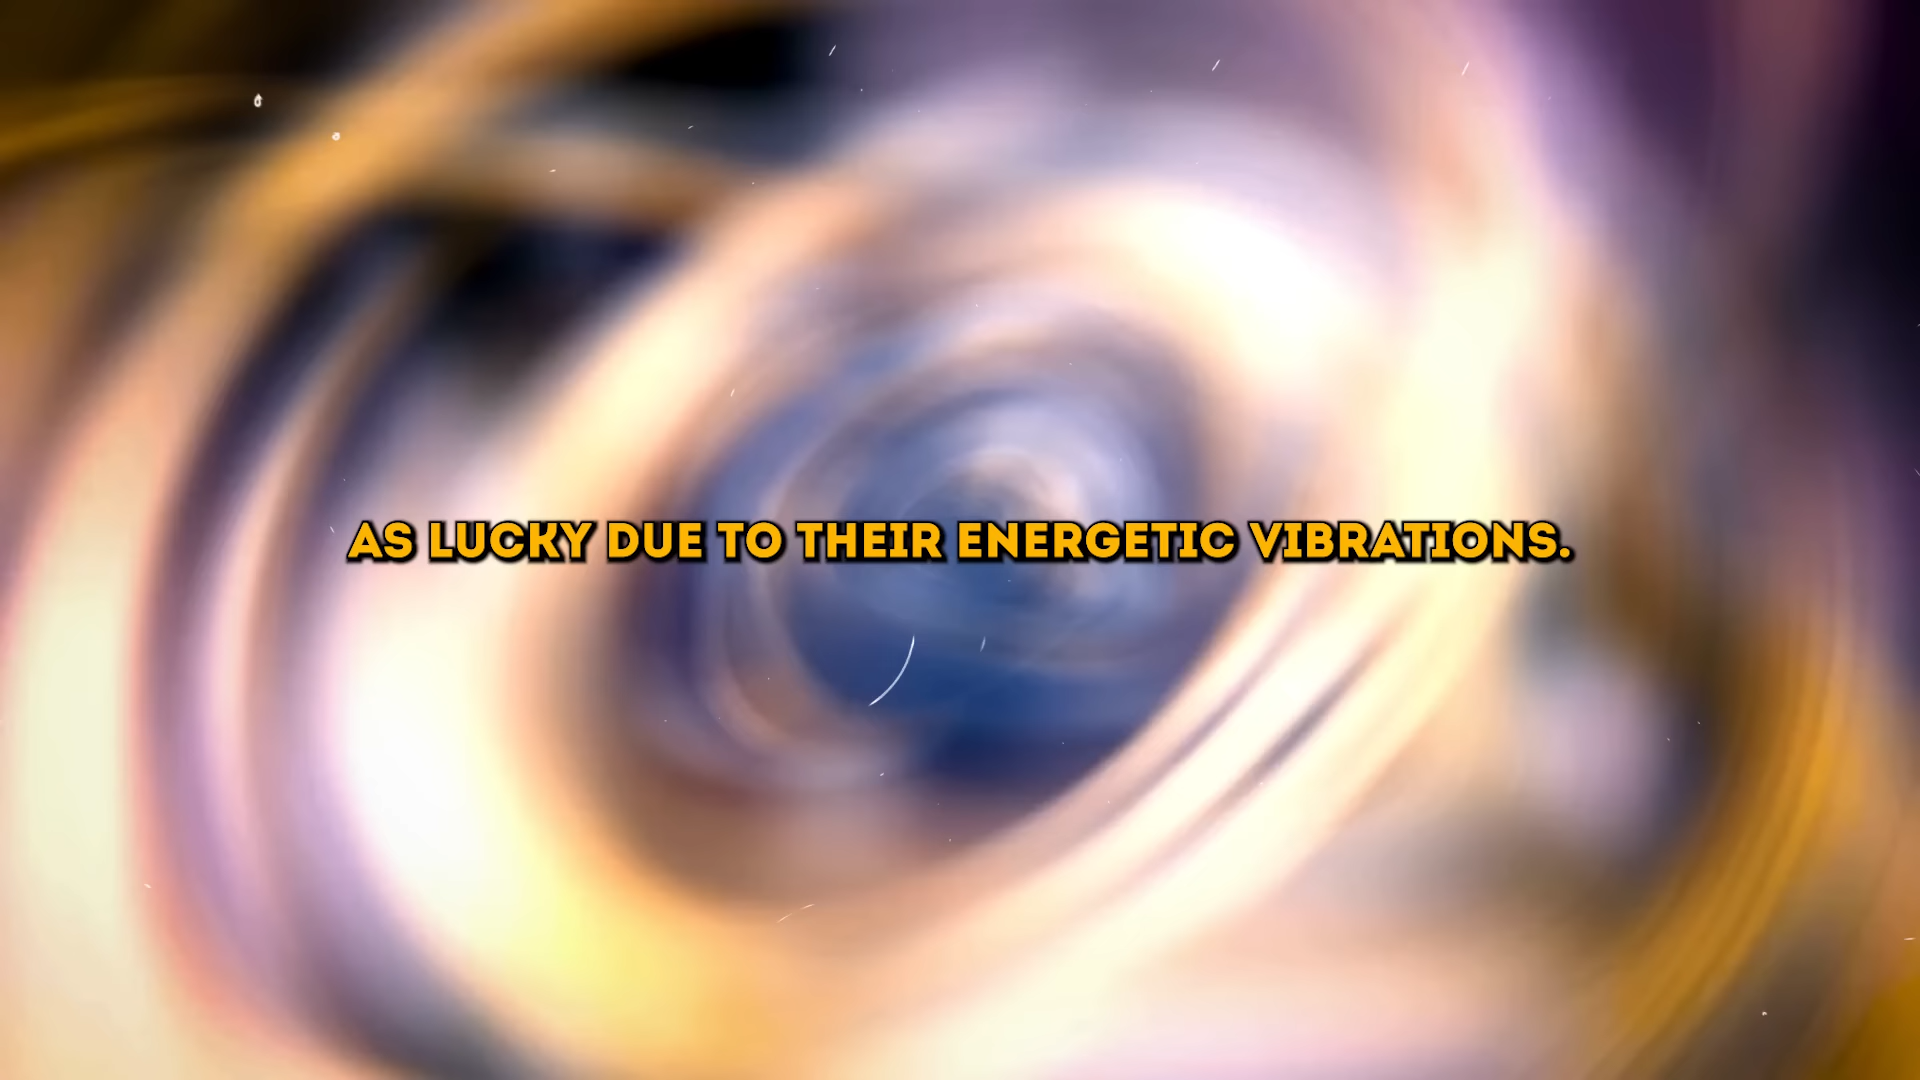 AS LUCKY DUE TO THEIR ENERGETIC VIBRATIONS.